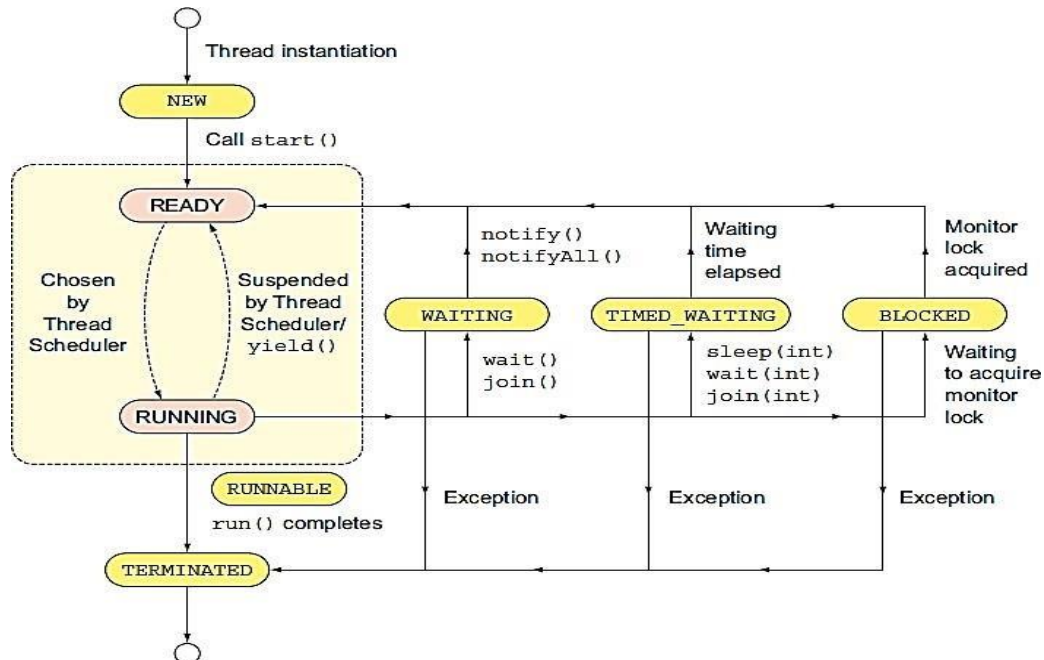 Thread instantiation
NEW
Call start()
READY
Chosen
by
Thread
Scheduler
Suspended
by Thread
Scheduler/
yield()
notify()
notifyAll()
Waiting
time
elapsed
Monitor
lock
acquired
WAITING
TIMED_WAITING
BLOCKED
wait()
join()
sleep(int)
wait(int)
join(int)
Waiting
to acquire
monitor
lock
RUNNING
RUNNABLE
run() completes
Exception
Exception
Exception
TERMINATED